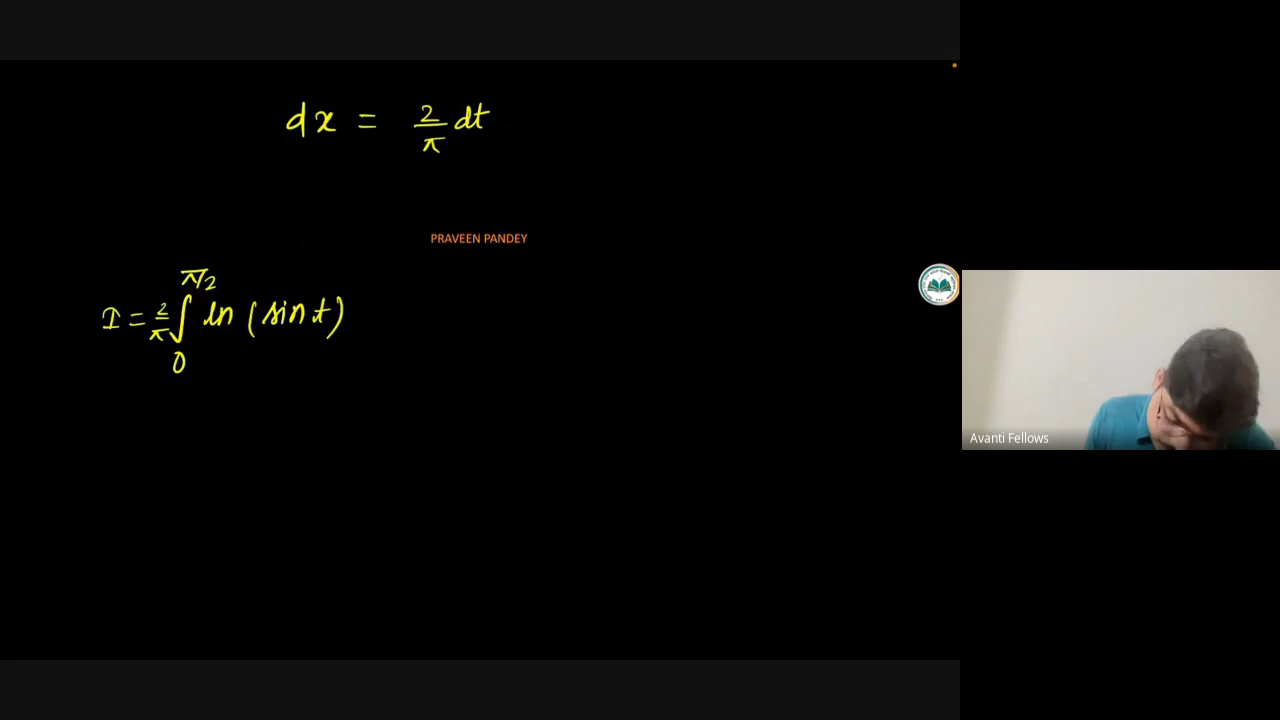 dx = 2/π dt
PRAVEEN PANDEY
I = 2/π ∫₀^(π/2) ln (sin t)
Avanti Fellows